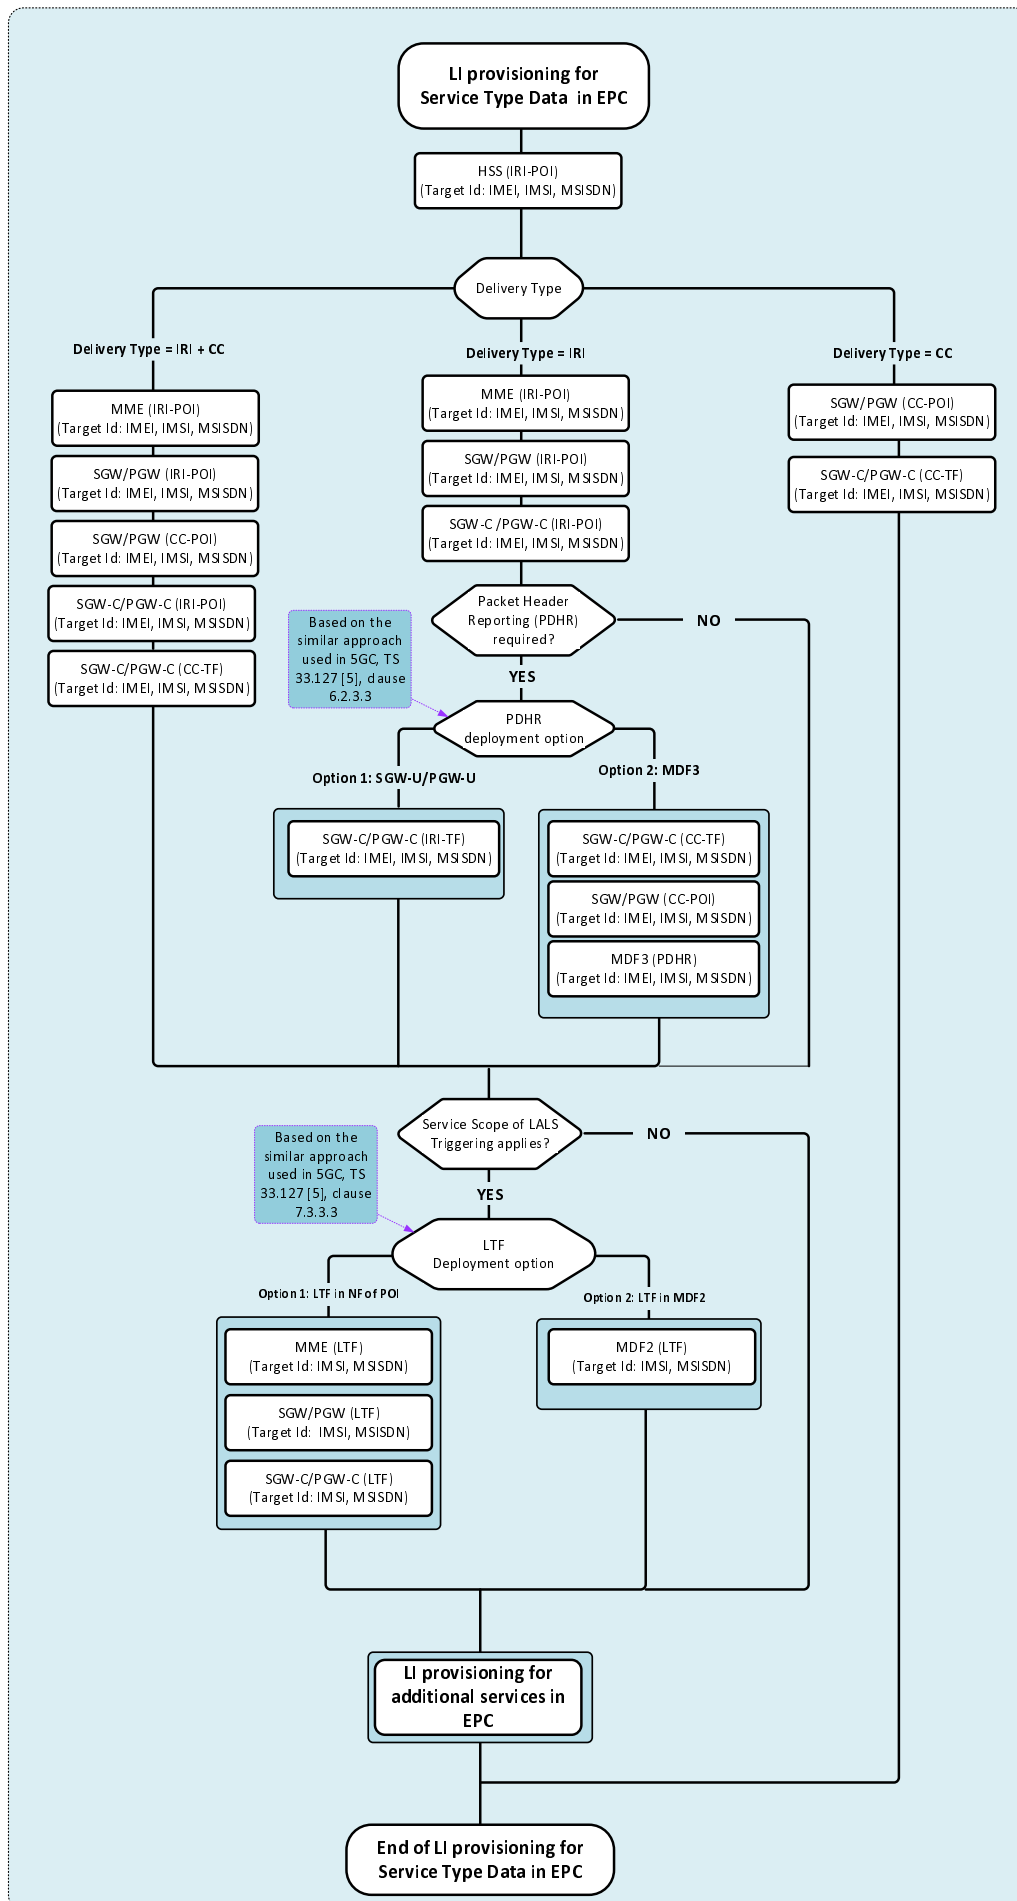 LI provisioning for
Service Type Data in EPC
HSS (IRI-POI)
(Target Id: IMEI, IMSI, MSISDN)
Delivery Type
Delivery Type = IRI + CC
MME (IRI-POI)
(Target Id: IMEI, IMSI, MSISDN)
SGW/PGW (IRI-POI)
(Target Id: IMEI, IMSI, MSISDN)
SGW/PGW (CC-POI)
(Target Id: IMEI, IMSI, MSISDN)
SGW-C/PGW-C (IRI-POI)
(Target Id: IMEI, IMSI, MSISDN)
SGW-C/PGW-C (CC-TF)
(Target Id: IMEI, IMSI, MSISDN)
Delivery Type = IRI
MME (IRI-POI)
(Target Id: IMEI, IMSI, MSISDN)
SGW/PGW (IRI-POI)
(Target Id: IMEI, IMSI, MSISDN)
SGW-C /PGW-C (IRI-POI)
(Target Id: IMEI, IMSI, MSISDN)
Delivery Type = CC
SGW/PGW (CC-POI)
(Target Id: IMEI, IMSI, MSISDN)
SGW-C/PGW-C (CC-TF)
(Target Id: IMEI, IMSI, MSISDN)
Packet Header
Reporting (PDHR)
required?
NO
YES
Based on the
similar approach
used in 5GC, TS
33.127 [5], clause
6.2.3.3
PDHR
deployment option
Option 1: SGW-U/PGW-U
SGW-C/PGW-C (IRI-TF)
(Target Id: IMEI, IMSI, MSISDN)
Option 2: MDF3
SGW-C/PGW-C (CC-TF)
(Target Id: IMEI, IMSI, MSISDN)
SGW/PGW (CC-POI)
(Target Id: IMEI, IMSI, MSISDN)
MDF3 (PDHR)
(Target Id: IMEI, IMSI, MSISDN)
Service Scope of LALS
Triggering applies?
NO
YES
Based on the
similar approach
used in 5GC, TS
33.127 [5], clause
7.3.3.3
LTF
Deployment option
Option 1: LTF in NF of POI
MME (LTF)
(Target Id: IMSI, MSISDN)
SGW/PGW (LTF)
(Target Id: IMSI, MSISDN)
SGW-C/PGW-C (LTF)
(Target Id: IMSI, MSISDN)
Option 2: LTF in MDF2
MDF2 (LTF)
(Target Id: IMSI, MSISDN)
LI provisioning for
additional services in
EPC
End of LI provisioning for
Service Type Data in EPC